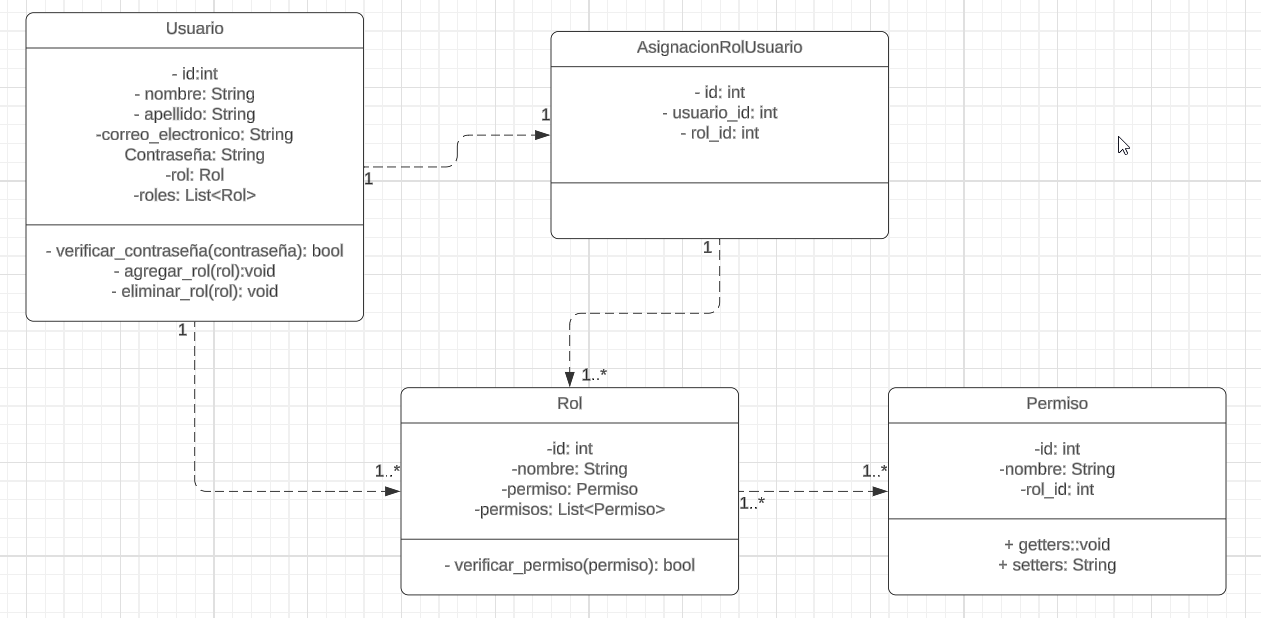 Usuario
- id:int
- nombre: String
- apellido: String
-correo_electronico: String
Contraseña: String
-rol: Rol
-roles: List<Rol>
- verificar_contraseña(contraseña): bool
- agregar_rol(rol):void
- eliminar_rol(rol): void
1
1
AsignacionRolUsuario
- id: int
- usuario_id: int
- rol_id: int
1
1
1..*
1..*
Rol
-id: int
-nombre: String
-permiso: Permiso
-permisos: List<Permiso>
- verificar_permiso(permiso): bool
1..*
1..*
Permiso
-id: int
-nombre: String
-rol_id: int
+ getters::void
+ setters: String